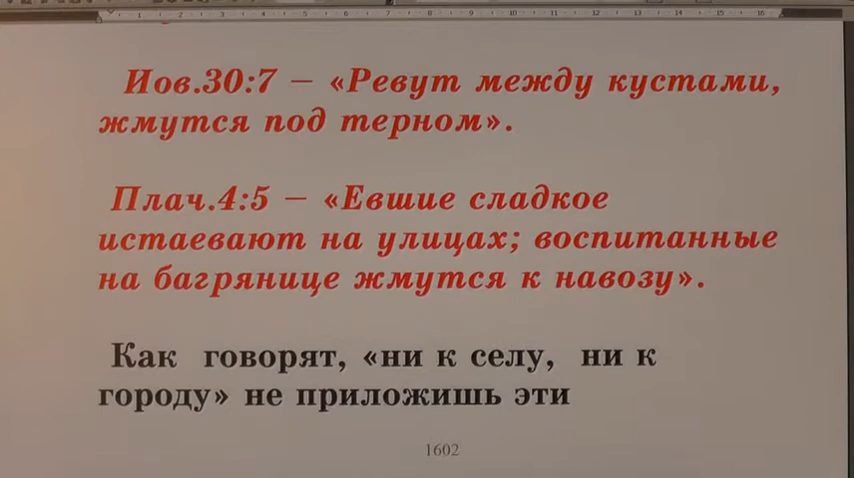 Иов.30:7 – «Ревут между кустами,
жмутся под терном».
Плач.4:5 – «Евшие сладкое
истаевают на улицах; воспитанные
на багрянице жмутся к навозу».
Как говорят, «ни к селу, ни к
городу» не приложишь эти
1602